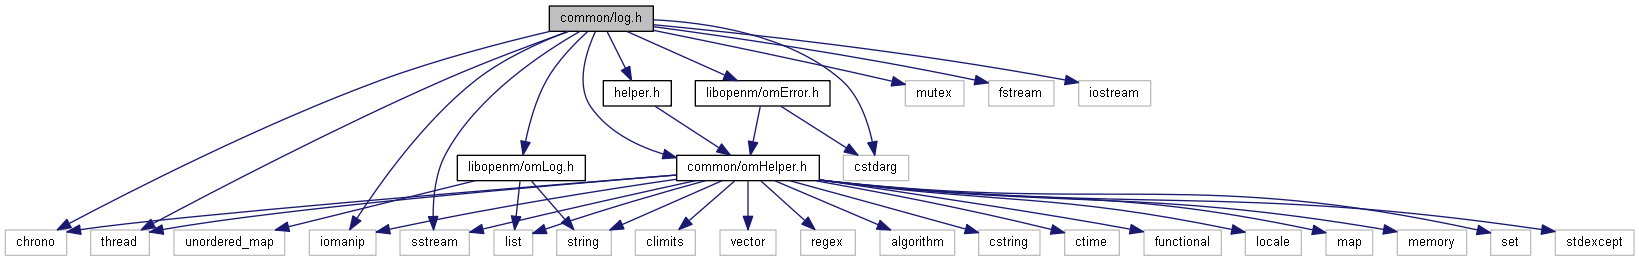 common/log.h
helper.h
libopenm/omError.h
mutex
fstream
iostream
libopenm/omLog.h
common/omHelper.h
cstdarg
chrono
thread
unordered_map
iomanip
sstream
list
string
climits
vector
regex
algorithm
cstring
ctime
functional
locale
map
memory
set
stdexcept